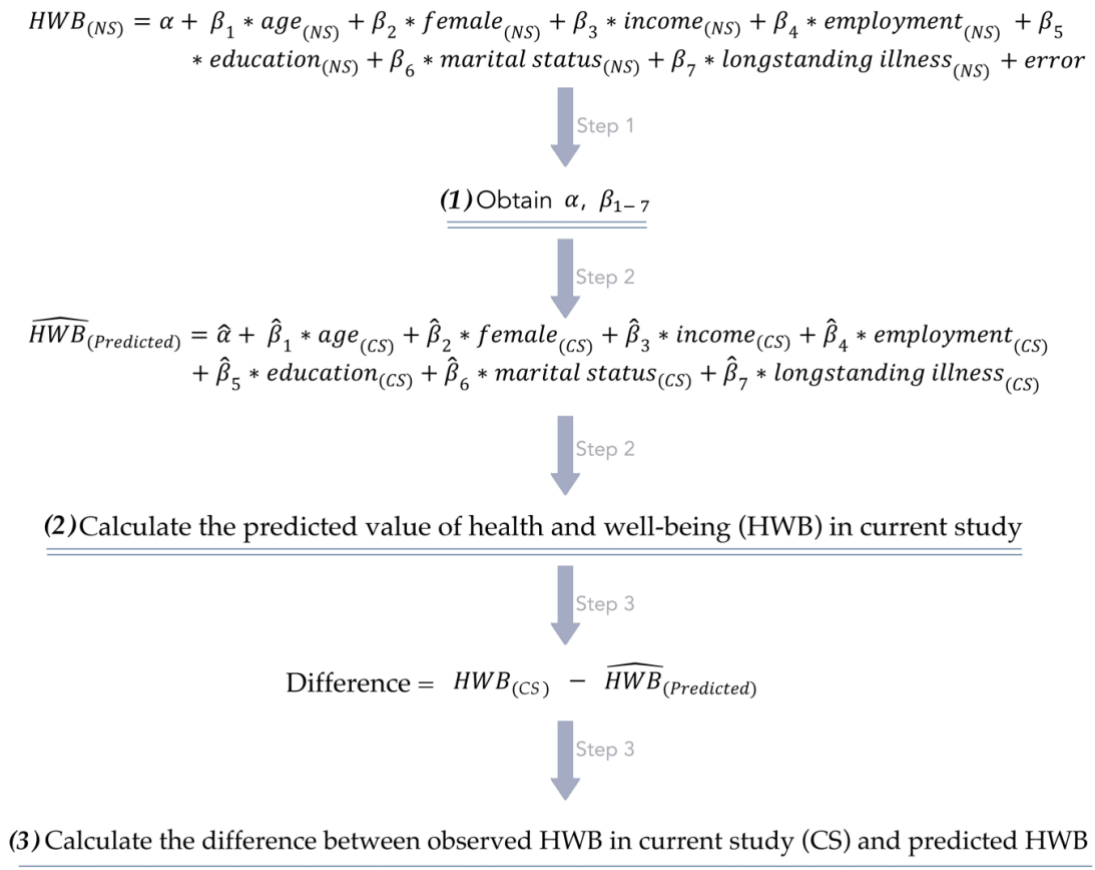 HWB(NS) = α + β1 * age(NS) + β2 * female(NS) + β3 * income(NS) + β4 * employment(NS) + β5
* education(NS) + β6 * marital status(NS) + β7 * longstanding illness(NS) + error
Step 1
(1) Obtain α, β1−7
Step 2
HWB̂(Predicted) = α̂ + β̂1 * age(CS) + β̂2 * female(CS) + β̂3 * income(CS) + β̂4 * employment(CS)
+ β̂5 * education(CS) + β̂6 * marital status(CS) + β̂7 * longstanding illness(CS)
Step 2
(2) Calculate the predicted value of health and well-being (HWB) in current study
Step 3
Difference = HWB(CS) − HWB̂(Predicted)
Step 3
(3) Calculate the difference between observed HWB in current study (CS) and predicted HWB